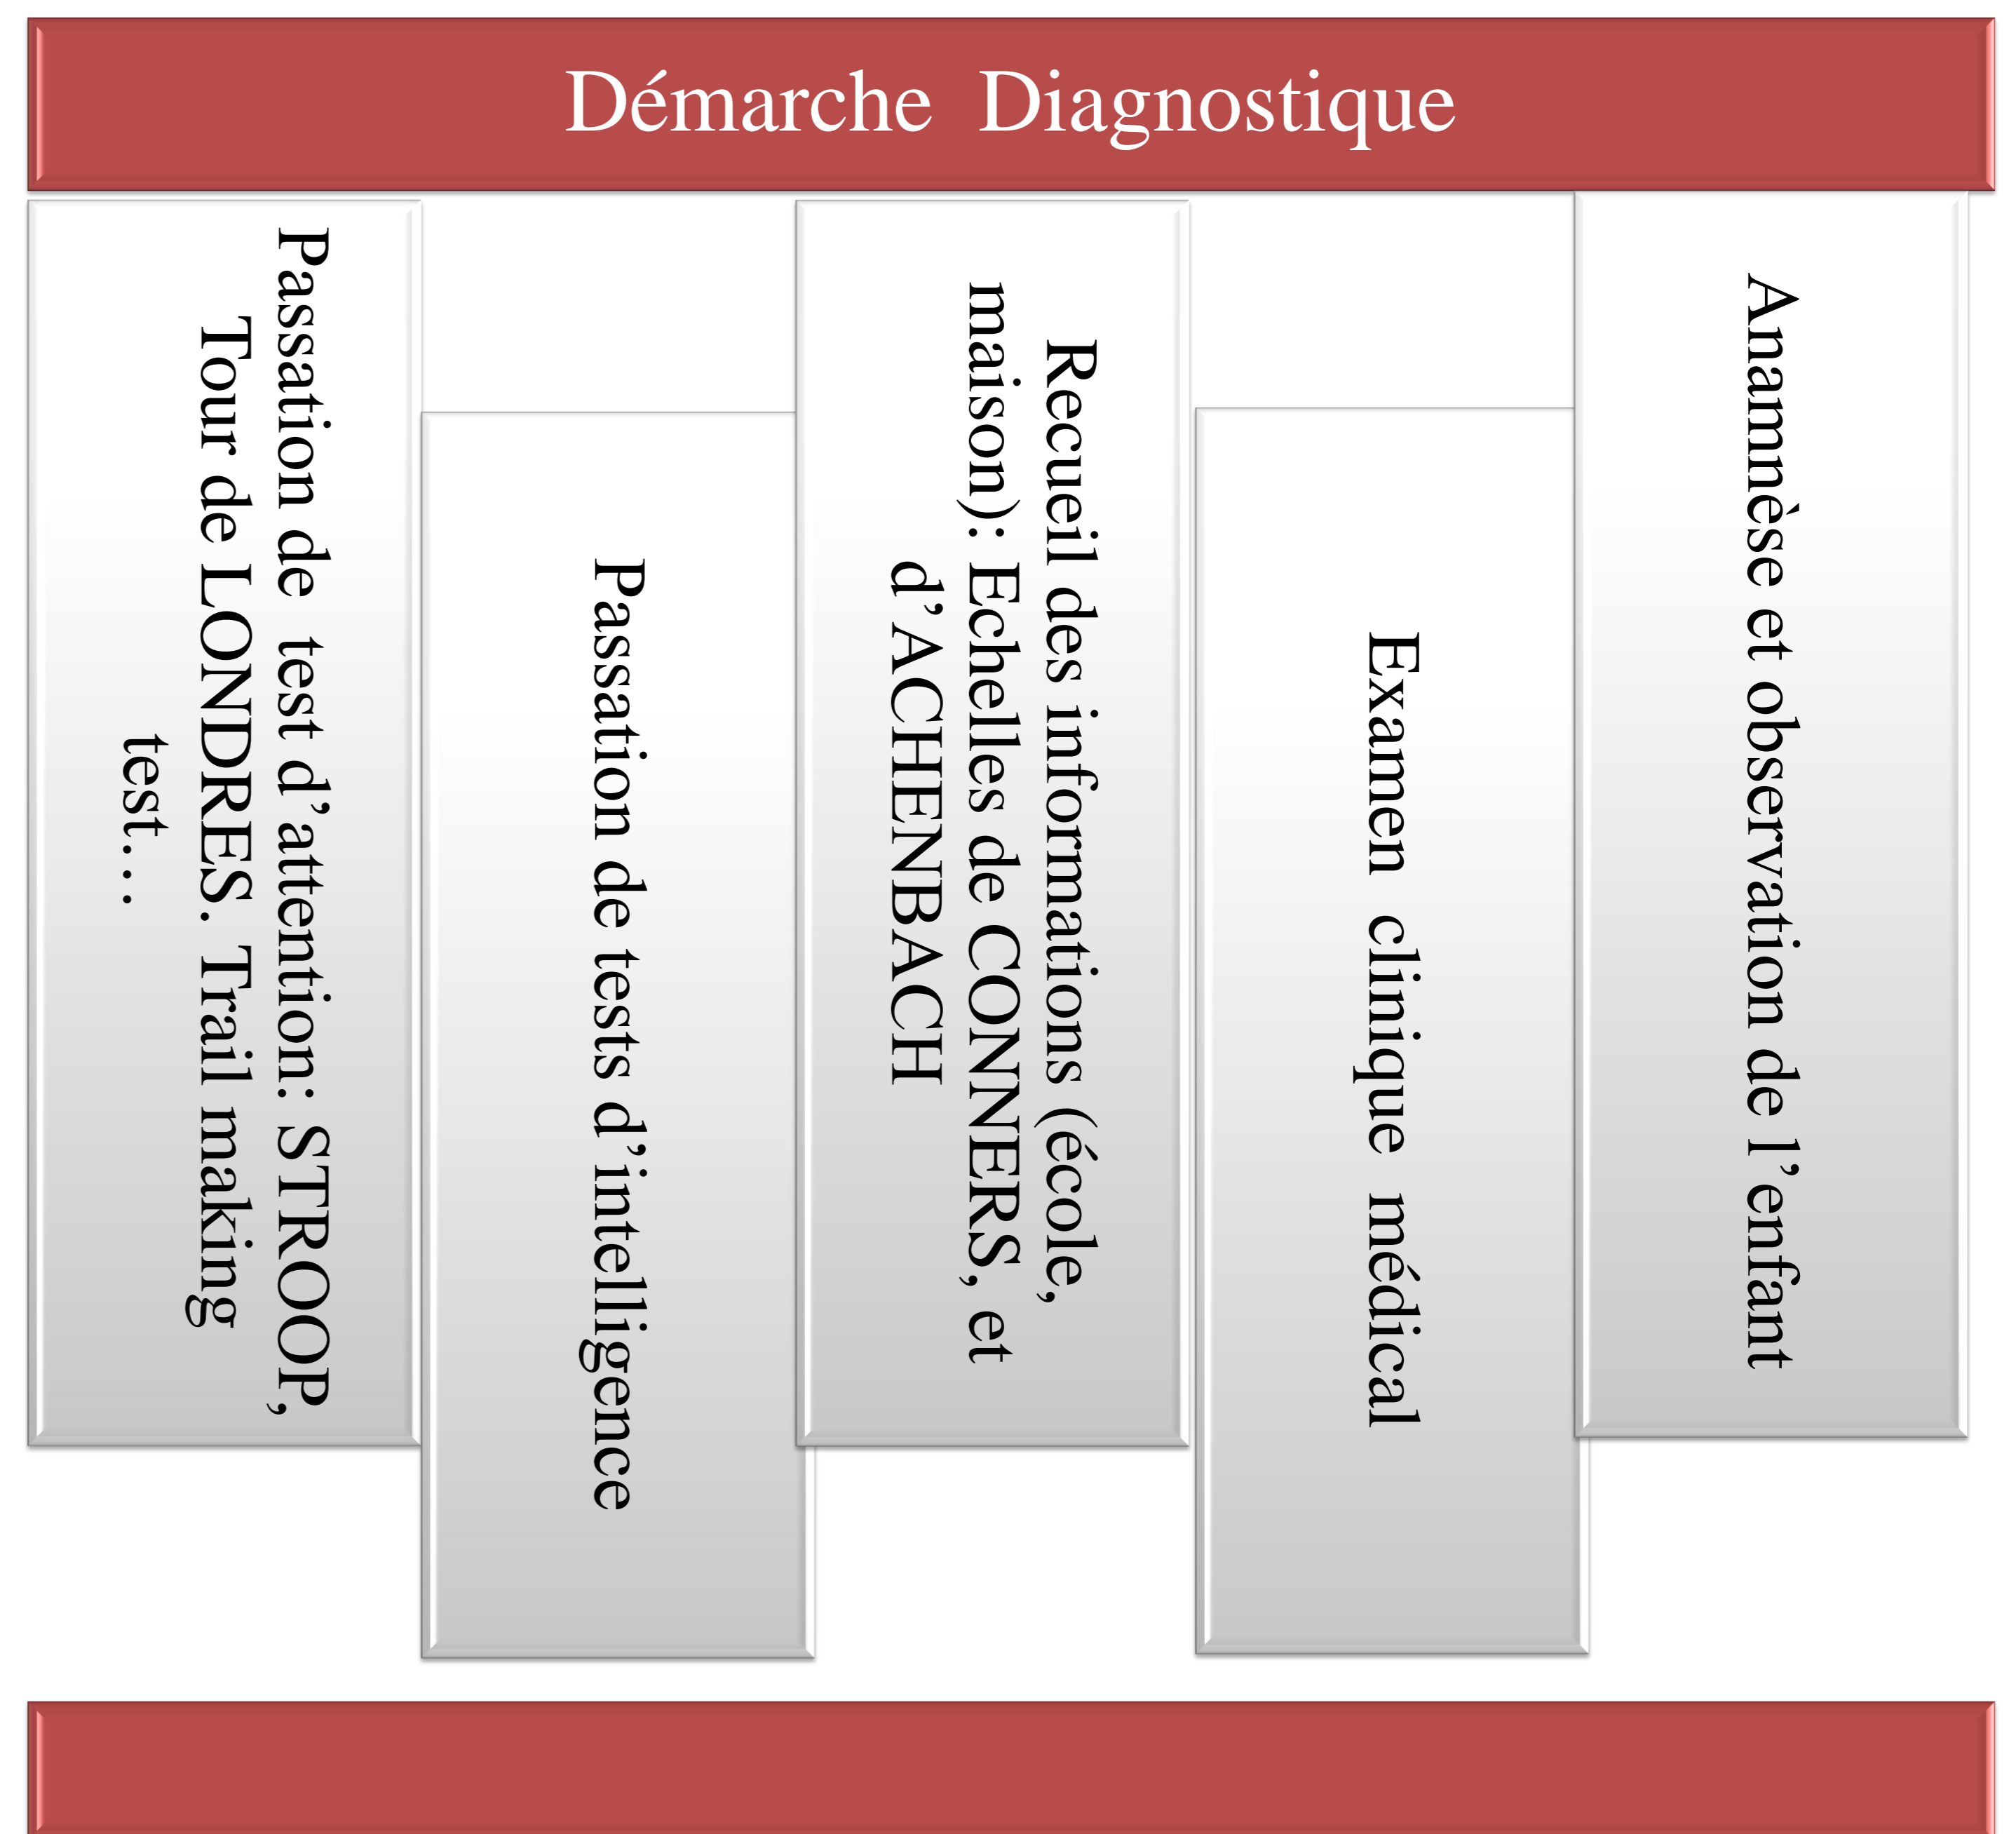 Démarche Diagnostique
Passation de test d'attention: STROOP,
Tour de LONDRES. Trail making
test…
Passation de tests d'intelligence
Recueil des informations (école,
maison): Echelles de CONNERS, et
d'ACHENBACH
Examen clinique médical
Anamnèse et observation de l'enfant